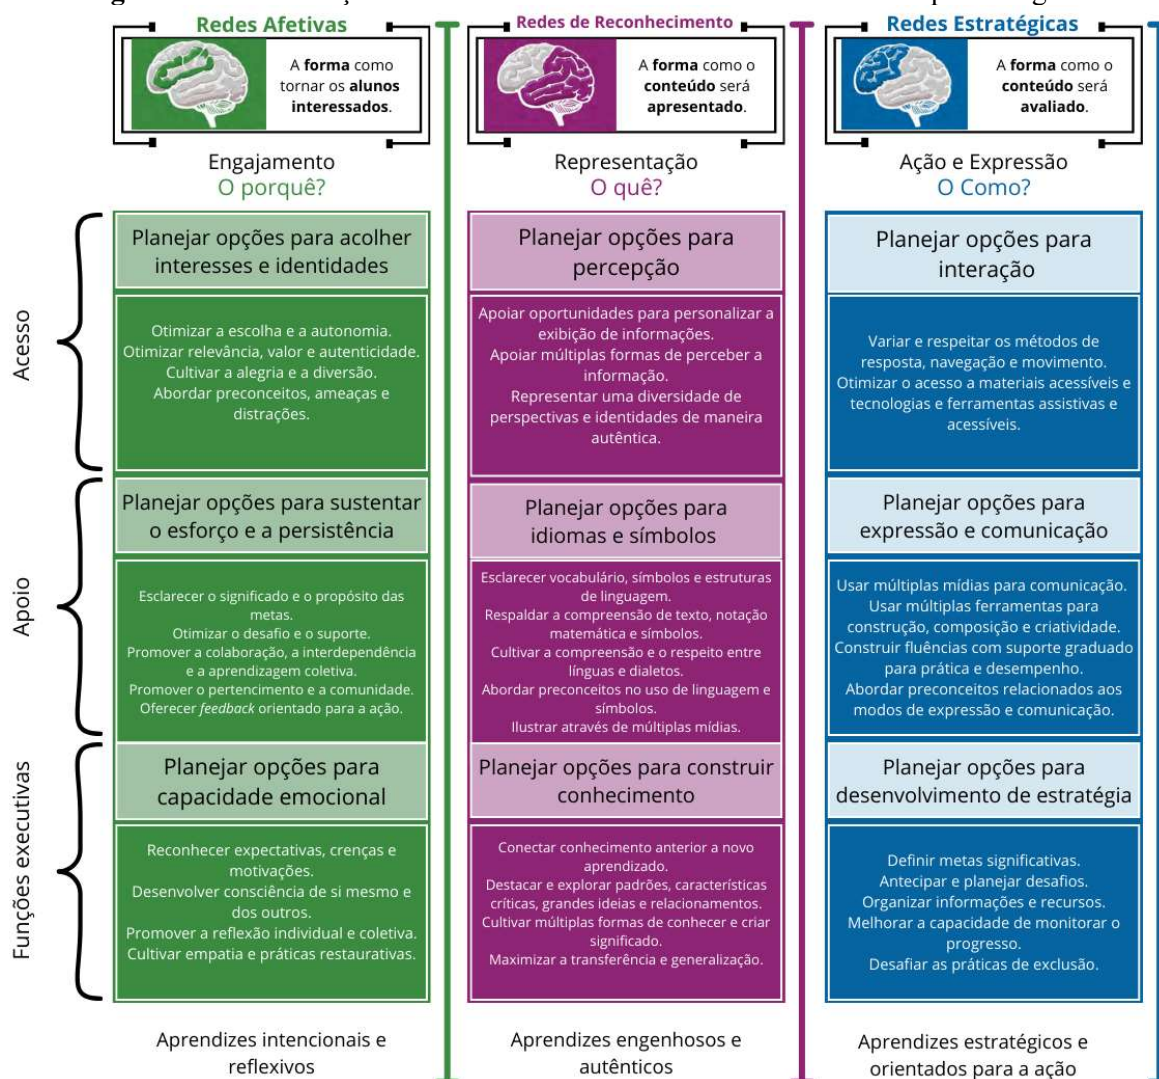 Redes Afetivas
A forma como
tornar os alunos
interessados.
Engajamento
O porquê?
Redes de Reconhecimento
A forma como o
conteúdo será
apresentado.
Representação
O quê?
Redes Estratégicas
A forma como o
conteúdo será
avaliado.
Ação e Expressão
O Como?
Acesso
Planejar opções para acolher
interesses e identidades
Otimizar a escolha e a autonomia.
Otimizar relevância, valor e autenticidade.
Cultivar a alegria e a diversão.
Abordar preconceitos, ameaças e
distrações.
Planejar opções para
percepção
Apoiar oportunidades para personalizar a
exibição de informações.
Apoiar múltiplas formas de perceber a
informação.
Representar uma diversidade de
perspectivas e identidades de maneira
autêntica.
Planejar opções para
interação
Variar e respeitar os métodos de
resposta, navegação e movimento.
Otimizar o acesso a materiais acessíveis e
tecnologias e ferramentas assistivas e
acessíveis.
Apoio
Planejar opções para sustentar
o esforço e a persistência
Esclarecer o significado e o propósito das
metas.
Otimizar o desafio e o suporte.
Promover a colaboração, a interdependência
e a aprendizagem coletiva.
Promover o pertencimento e a comunidade.
Oferecer feedback orientado para a ação.
Planejar opções para
idiomas e símbolos
Esclarecer vocabulário, símbolos e estruturas
de linguagem.
Respaldar a compreensão de texto, notação
matemática e símbolos.
Cultivar a compreensão e o respeito entre
línguas e dialetos.
Abordar preconceitos no uso de linguagem e
símbolos.
Ilustrar através de múltiplas mídias.
Planejar opções para
expressão e comunicação
Usar múltiplas mídias para comunicação.
Usar múltiplas ferramentas para
construção, composição e criatividade.
Construir fluências com suporte graduado
para prática e desempenho.
Abordar preconceitos relacionados aos
modos de expressão e comunicação.
Funções executivas
Planejar opções para
capacidade emocional
Reconhecer expectativas, crenças e
motivações.
Desenvolver consciência de si mesmo e
dos outros.
Promover a reflexão individual e coletiva.
Cultivar empatia e práticas restaurativas.
Planejar opções para construir
conhecimento
Conectar conhecimento anterior a novo
aprendizado.
Destacar e explorar padrões, características
críticas, grandes ideias e relacionamentos.
Cultivar múltiplas formas de conhecer e criar
significado.
Maximizar a transferência e generalização.
Planejar opções para
desenvolvimento de estratégia
Definir metas significativas.
Antecipar e planejar desafios.
Organizar informações e recursos.
Melhorar a capacidade de monitorar o
progresso.
Desafiar as práticas de exclusão.
Aprendizes intencionais e
reflexivos
Aprendizes engenhosos e
autênticos
Aprendizes estratégicos e
orientados para a ação